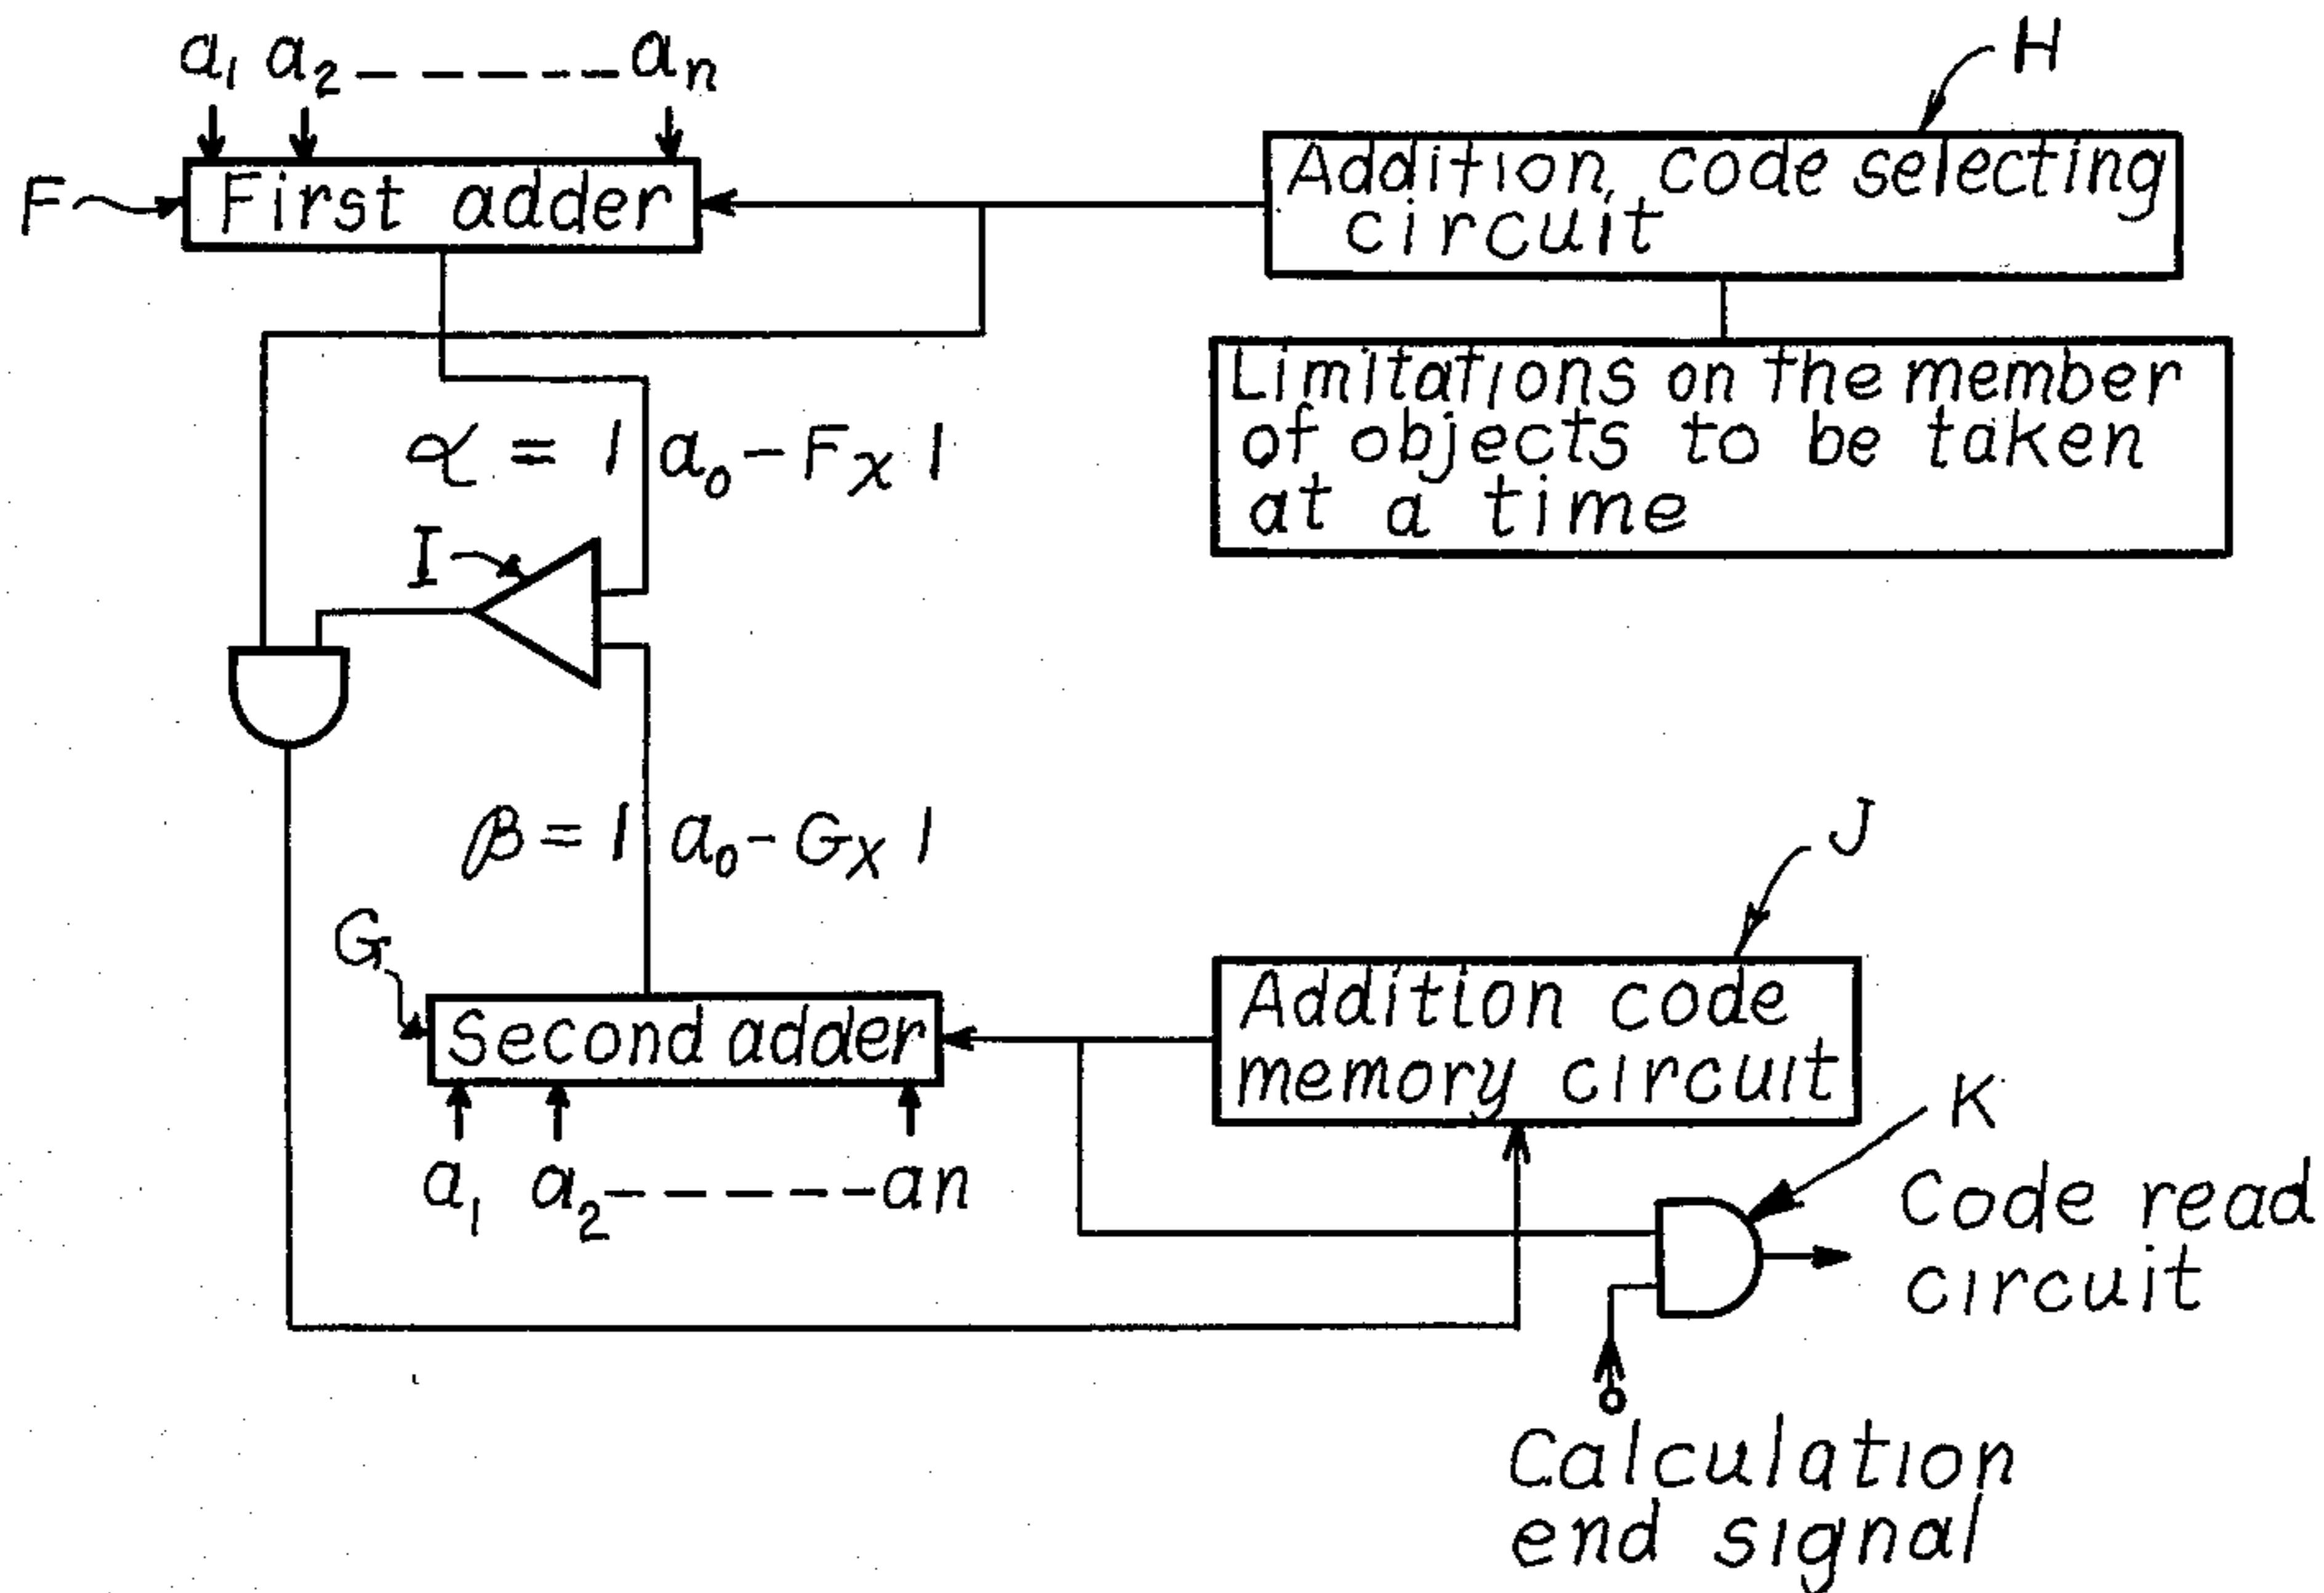 a₁ a₂ ------ aₙ
H
F
First adder
Addition code selecting
circuit
Limitations on the member
of objects to be taken
at a time
α = | a₀ - Fx |
I
β = | a₀ - Gx |
J
G
Second adder
Addition code
memory circuit
K
a₁ a₂ ----- an
Code read
circuit
Calculation
end signal